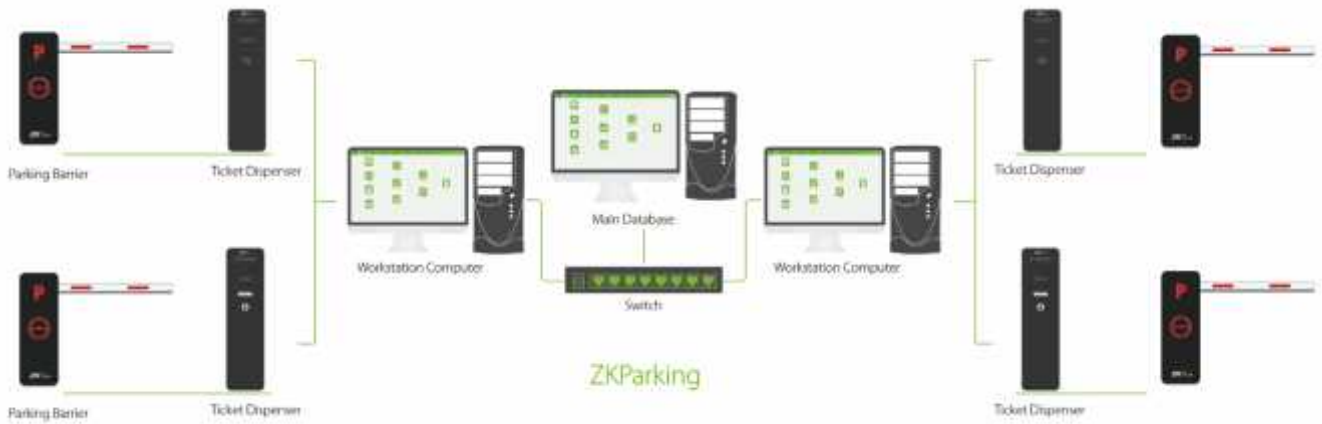 Parking Barrier
Ticket Dispenser
Workstation Computer
Main Database
Switch
Workstation Computer
Ticket Dispenser
Parking Barrier
Ticket Dispenser
Ticket Dispenser
ZKParking